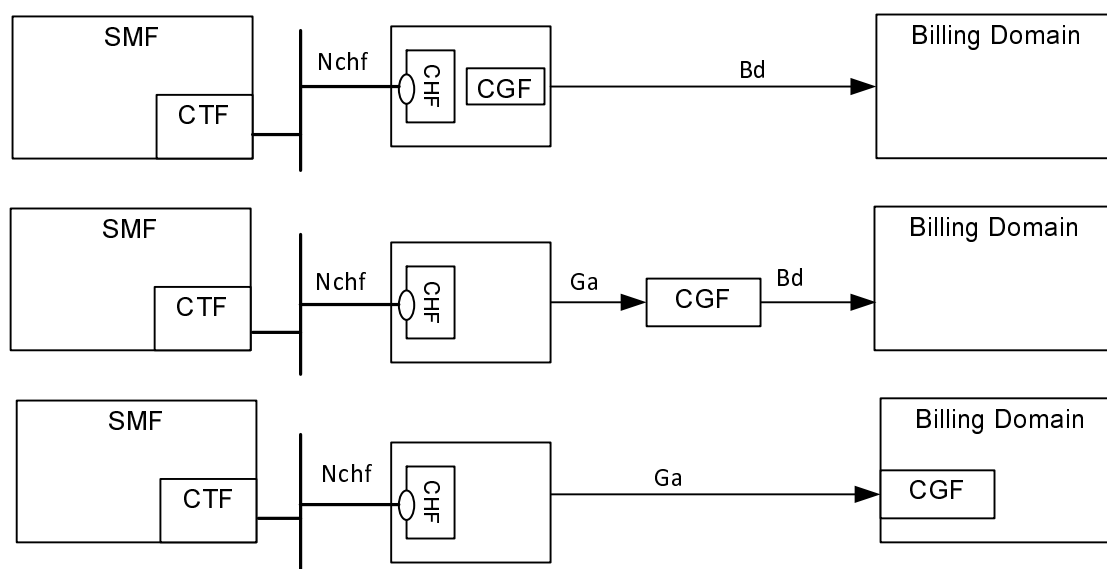 SMF
CTF
Nchf
CHF
CGF
Bd
Billing Domain
SMF
CTF
Nchf
CHF
Ga
CGF
Bd
Billing Domain
SMF
CTF
Nchf
CHF
Ga
Billing Domain
CGF